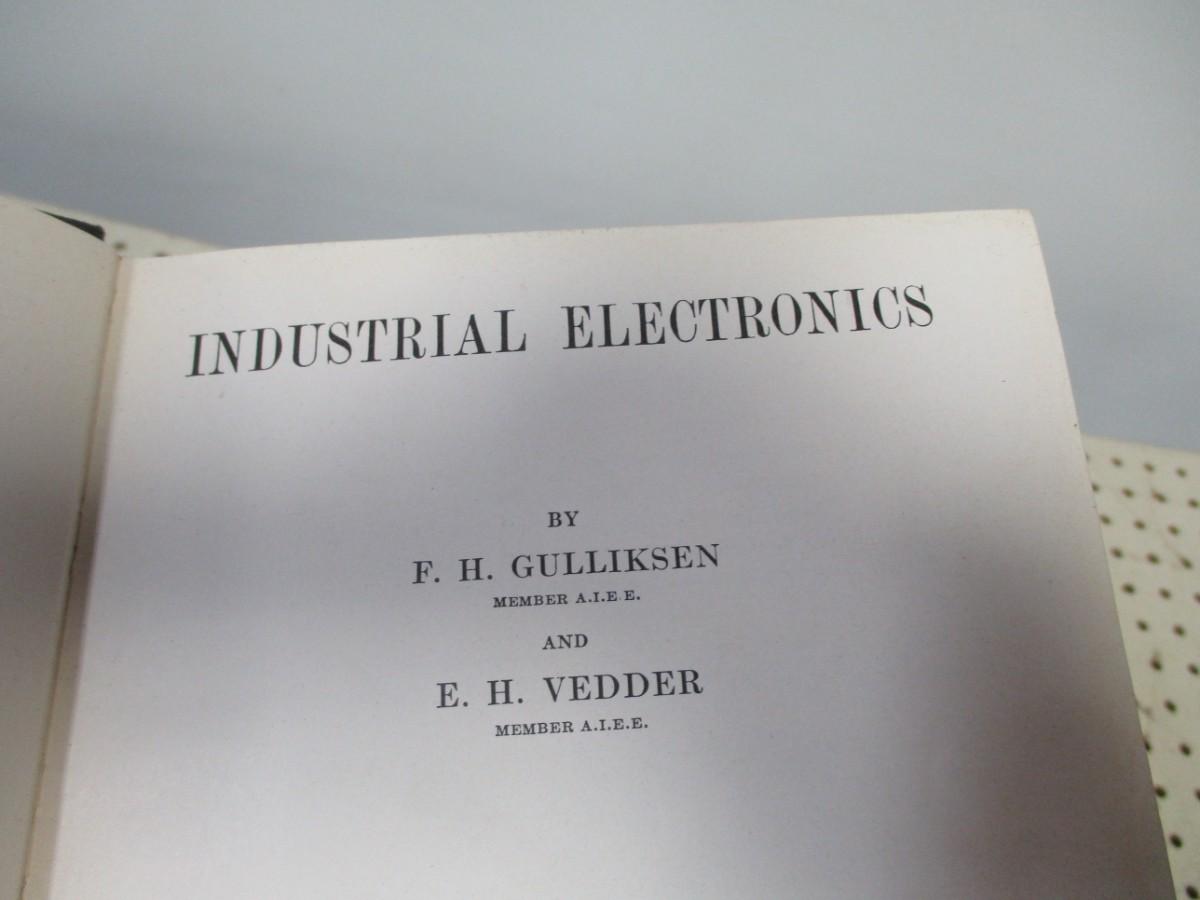 INDUSTRIAL ELECTRONICS
BY
F. H. GULLIKSEN
MEMBER A.I.E.E.
AND
E. H. VEDDER
MEMBER A.I.E.E.